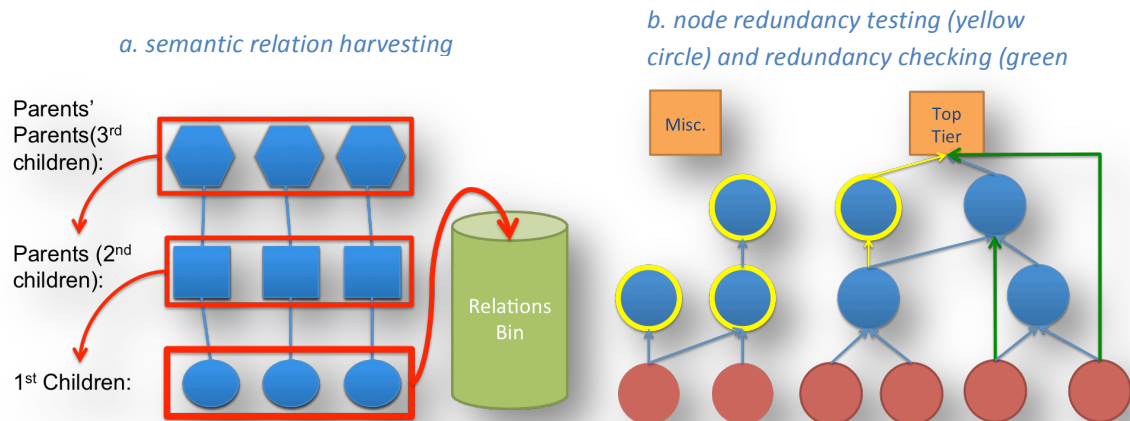 a. semantic relation harvesting
Parents’
Parents(3rd
children):
Parents (2nd
children):
1st Children:
Relations
Bin
b. node redundancy testing (yellow
circle) and redundancy checking (green
Misc.
Top
Tier